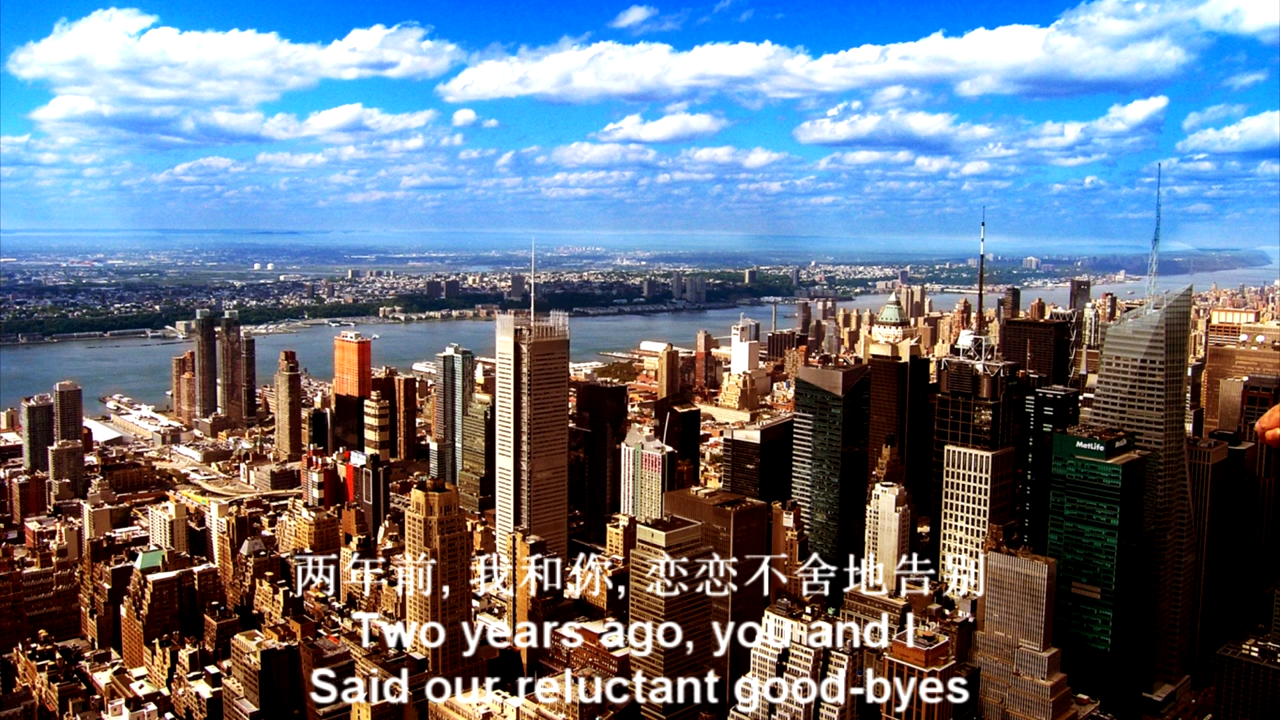 MetLife
两年前, 我和你, 恋恋不舍地告别
Two years ago, you and I
Said our reluctant good-byes